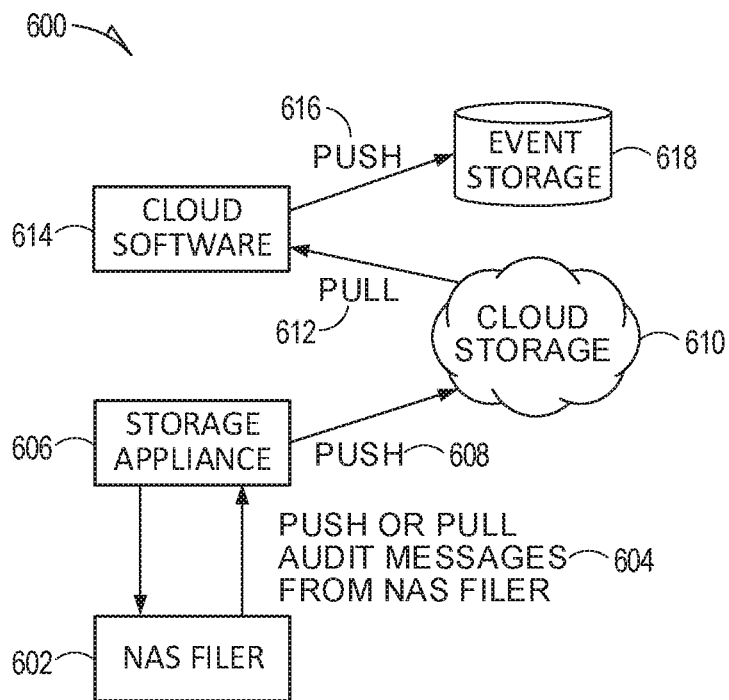 600
616
PUSH
EVENT
STORAGE
618
CLOUD
SOFTWARE
614
PULL
612
CLOUD
STORAGE
610
STORAGE
APPLIANCE
606
PUSH
608
PUSH OR PULL
AUDIT MESSAGES
FROM NAS FILER
604
NAS FILER
602